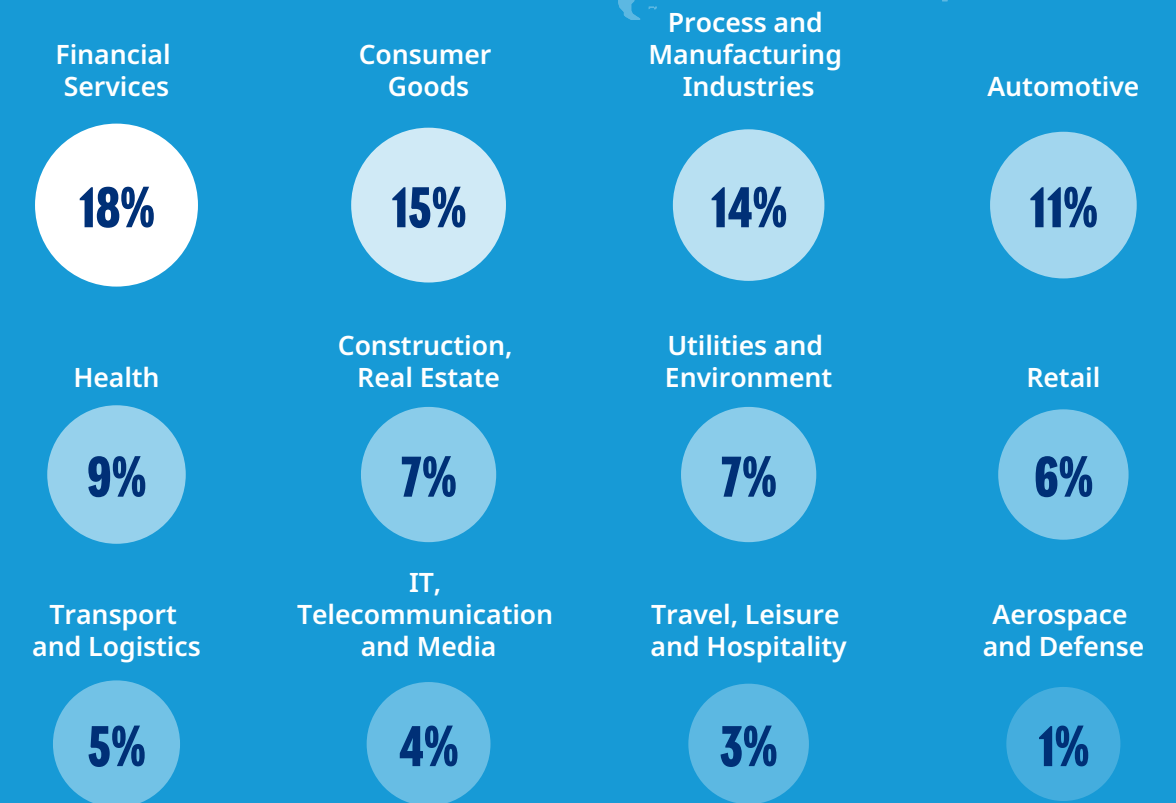 Financial
Services
18%
Consumer
Goods
15%
Process and
Manufacturing
Industries
14%
Automotive
11%
Health
9%
Construction,
Real Estate
7%
Utilities and
Environment
7%
Retail
6%
Transport
and Logistics
5%
IT,
Telecommunication
and Media
4%
Travel, Leisure
and Hospitality
3%
Aerospace
and Defense
1%